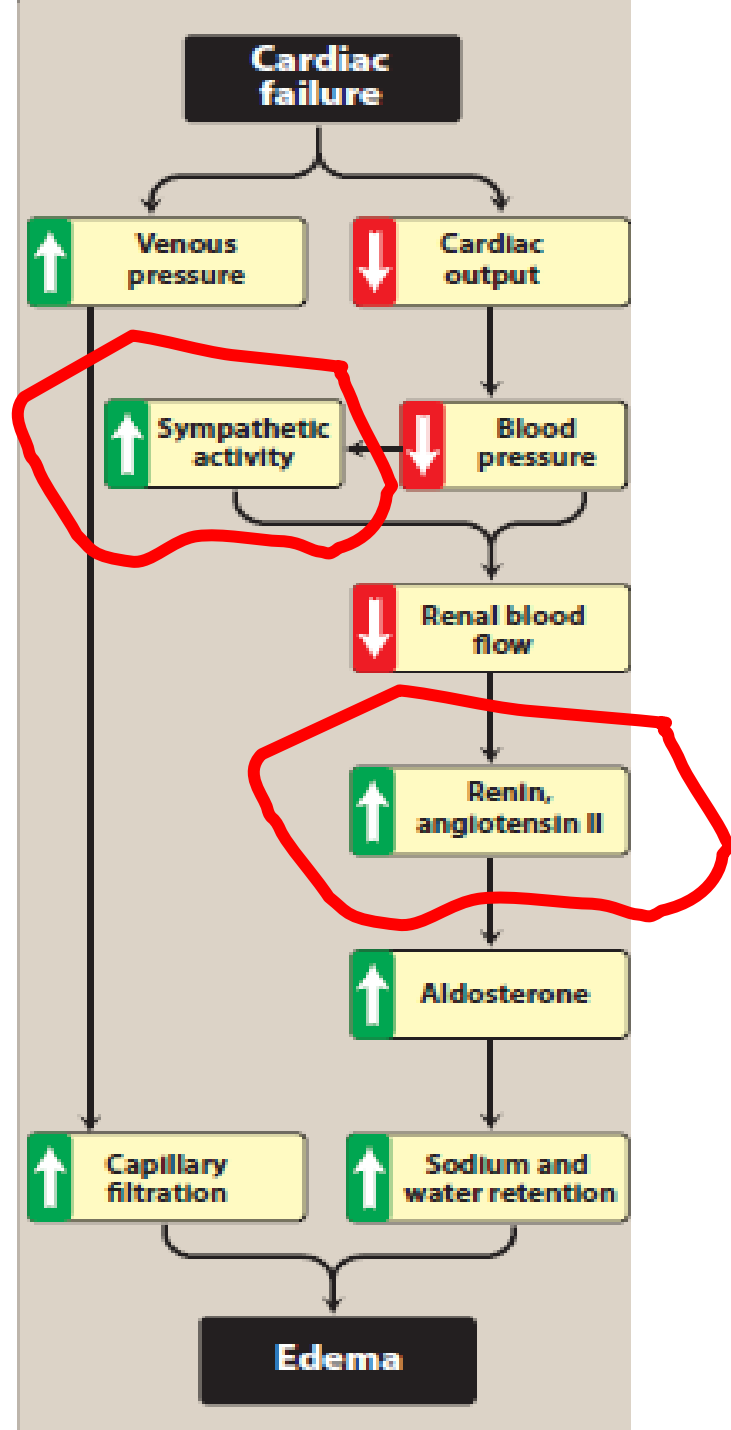 Cardiac
failure
Venous
pressure
Cardiac
output
Sympathetic
activity
Blood
pressure
Renal blood
flow
Renin,
angiotensin II
Aldosterone
Capillary
filtration
Sodium and
water retention
Edema